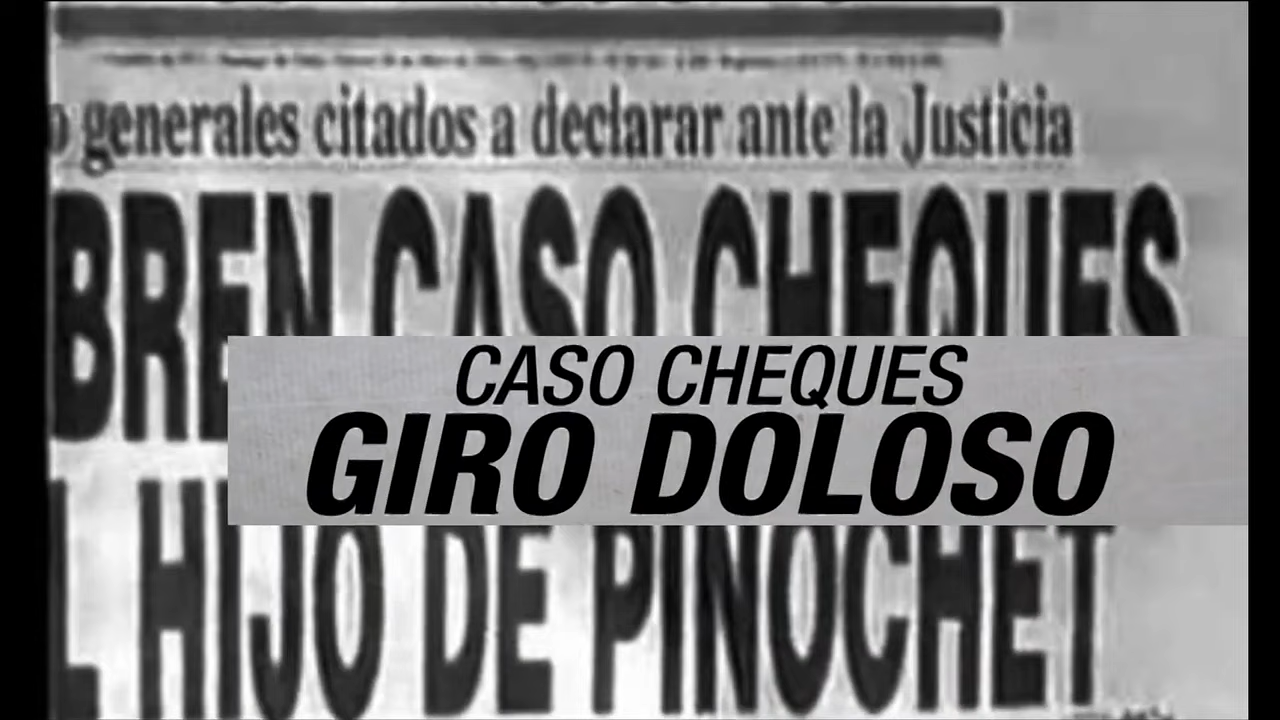 generales citados a declarar ante la Justicia
BREN CASO CHEQUES
CASO CHEQUES
GIRO DOLOSO
L HIJO DE PINOCHET